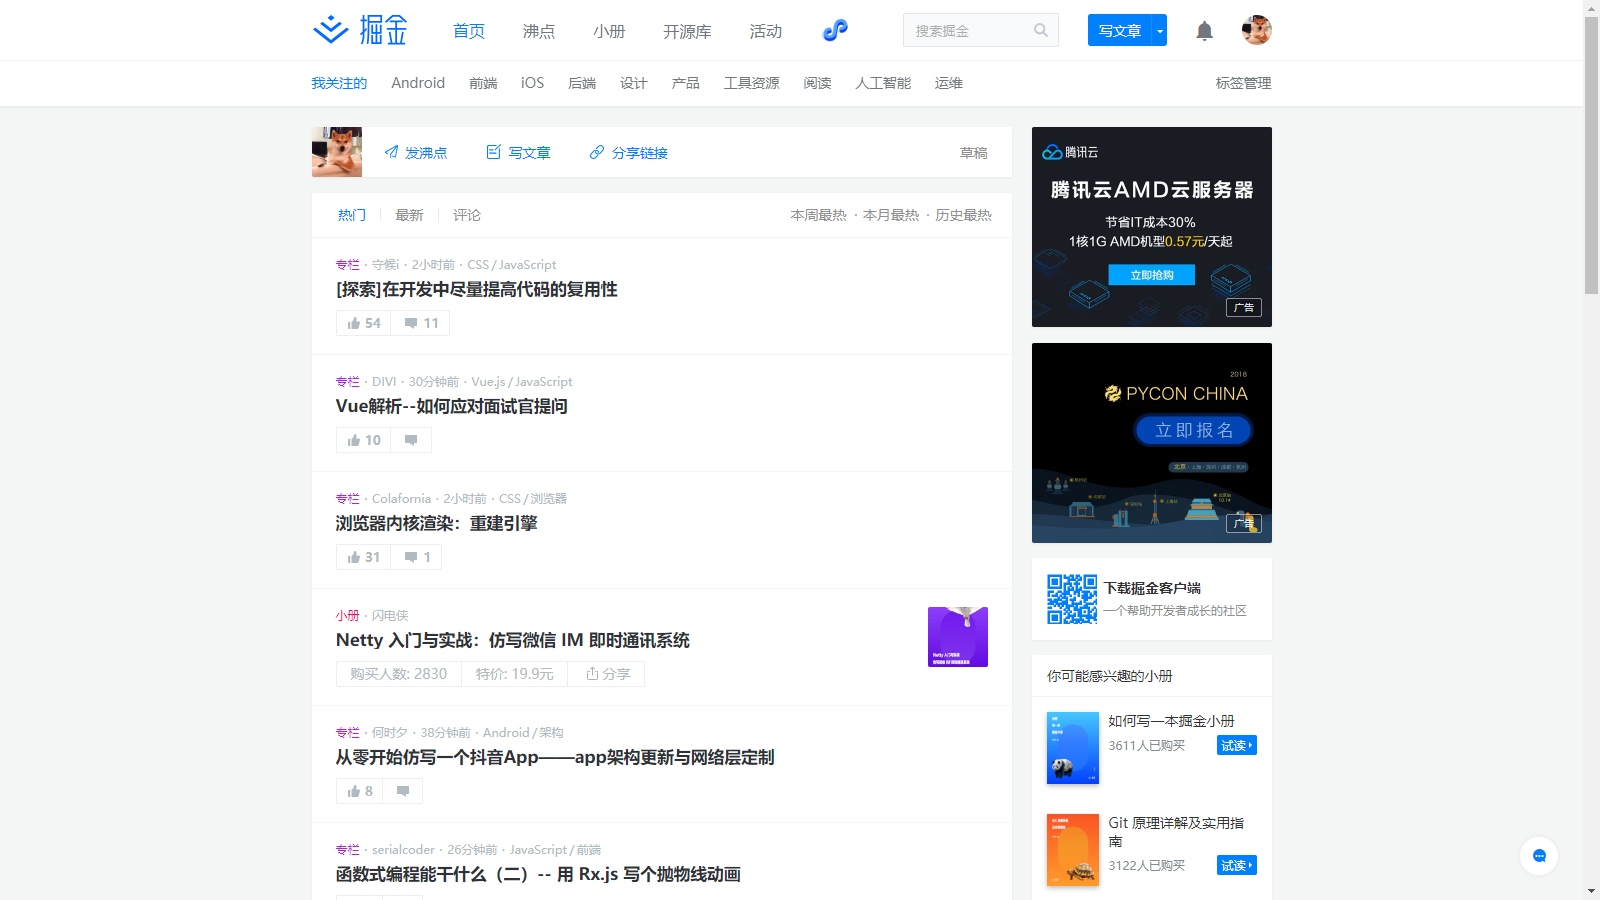 掘金
首页
沸点
小册
开源库
活动
搜索掘金
写文章
我关注的
Android
前端
iOS
后端
设计
产品
工具资源
阅读
人工智能
运维
标签管理
发沸点
写文章
分享链接
草稿
热门
最新
评论
本周最热 · 本月最热 · 历史最热
专栏 · 守候i · 2小时前 · CSS / JavaScript
[探索]在开发中尽量提高代码的复用性
54
11
专栏 · DIVI · 30分钟前 · Vue.js / JavaScript
Vue解析--如何应对面试官提问
10
专栏 · Colafornia · 2小时前 · CSS / 浏览器
浏览器内核渲染：重建引擎
31
1
小册 · 闪电侠
Netty 入门与实战：仿写微信 IM 即时通讯系统
购买人数: 2830
特价: 19.9元
分享
专栏 · 何时夕 · 38分钟前 · Android / 架构
从零开始仿写一个抖音App——app架构更新与网络层定制
8
专栏 · serialcoder · 26分钟前 · JavaScript / 前端
函数式编程能干什么（二）-- 用 Rx.js 写个抛物线动画
腾讯云
腾讯云AMD云服务器
节省IT成本30%
1核1G AMD机型0.57元/天起
立即抢购
广告
2018
PYCON CHINA
立即报名
广告
下载掘金客户端
一个帮助开发者成长的社区
你可能感兴趣的小册
如何写一本掘金小册
3611人已购买
试读
Git 原理详解及实用指
南
3122人已购买
试读